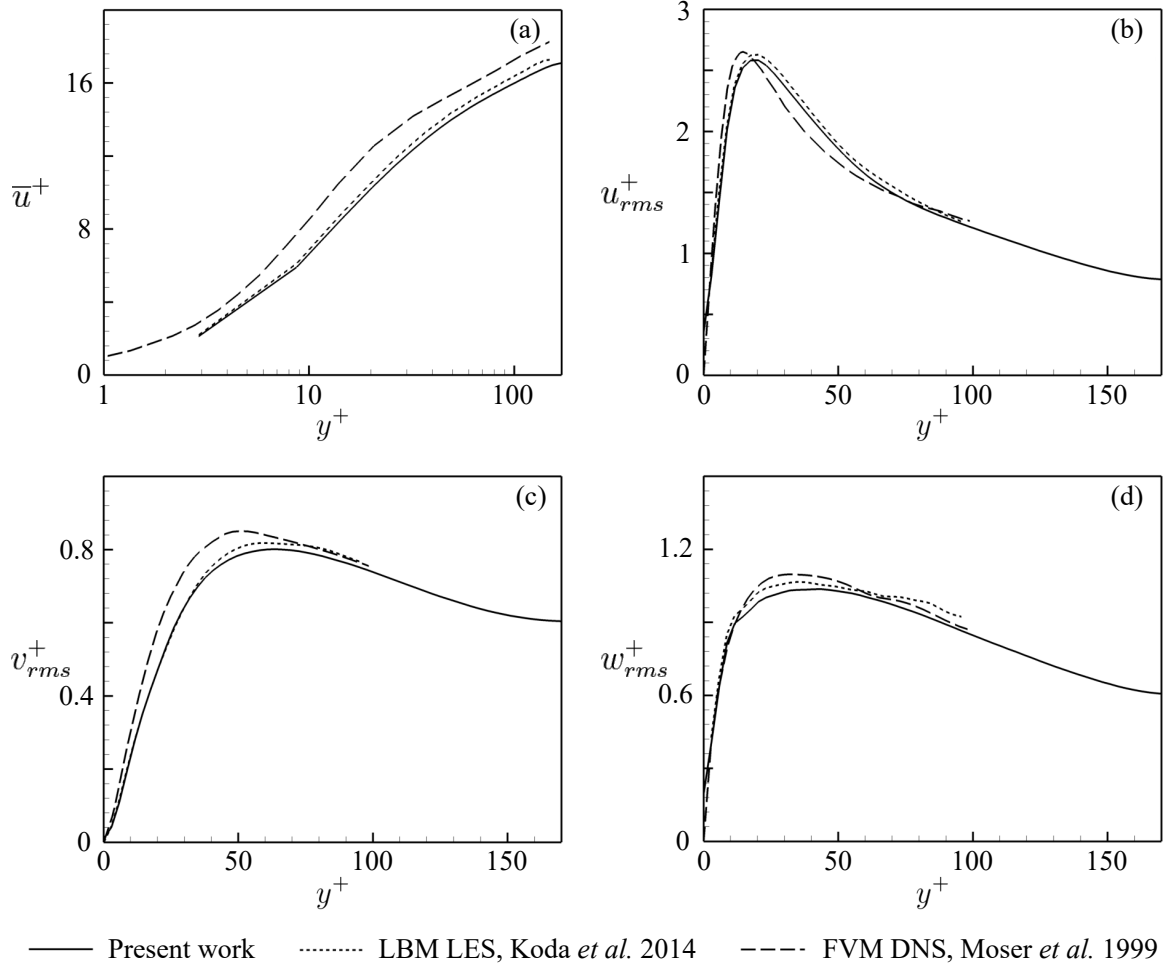 (a)
16
8
0
u̅⁺
1 10 100
y⁺
(b)
3
2
1
0
u⁺rms
0 50 100 150
y⁺
(c)
0.8
0.4
0
v⁺rms
0 50 100 150
y⁺
(d)
1.2
0.6
0
w⁺rms
0 50 100 150
y⁺
Present work LBM LES, Koda et al. 2014 FVM DNS, Moser et al. 1999